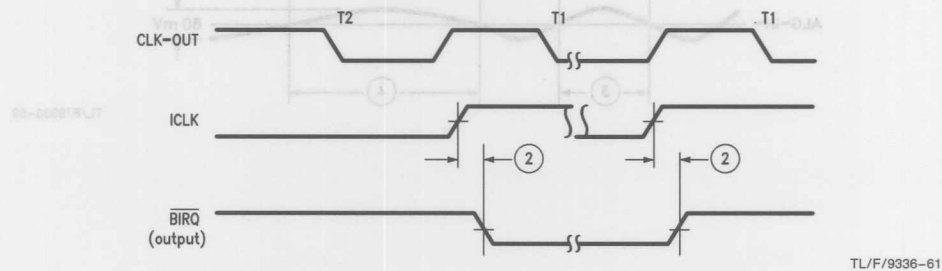 T2 T1 T1
CLK-OUT
ICLK
2 2
BIRQ
(output)
TL/F/9336-61